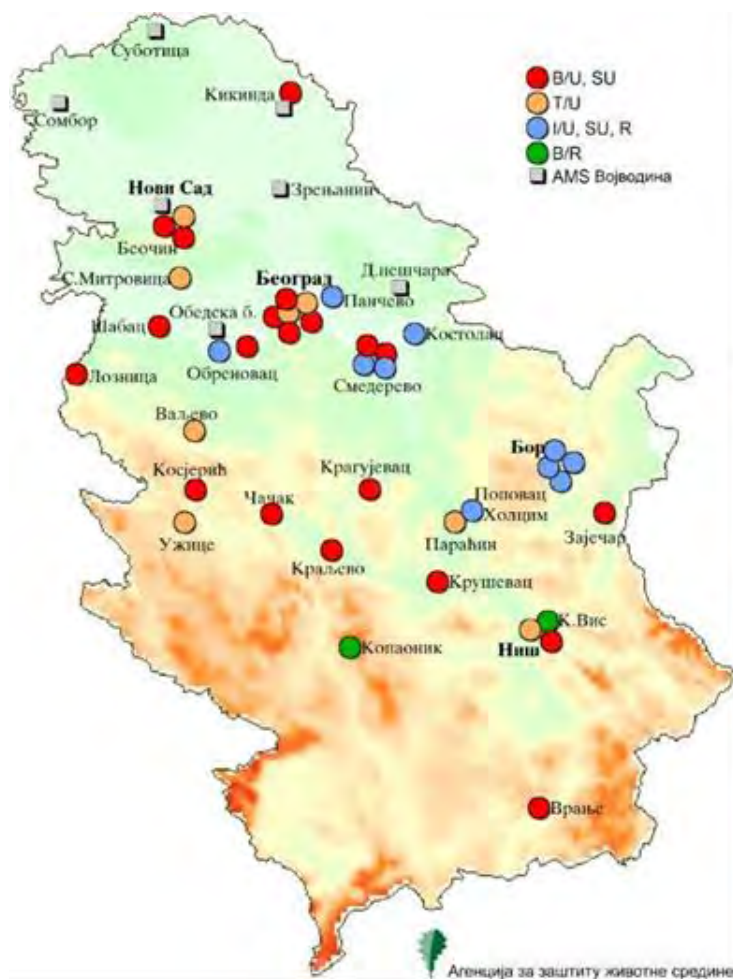 Суботица
B/U, SU
Кикинда
T/U
Сомбор
I/U, SU, R
B/R
AMS Војводина
Нови Сад
Зрењанин
Беочин
С.Митровица
Београд
Д.пешчара
Панчево
Обедска б.
Шабац
Костолац
Обреновац
Смедерево
Лозница
Ваљево
Бор
Косјерић
Крагујевац
Поповац
Чачак
Холцим
Ужице
Параћин
Зајечар
Краљево
Крушевац
К.Вис
Копаоник
Ниш
Врање
Агенција за заштиту животне средине